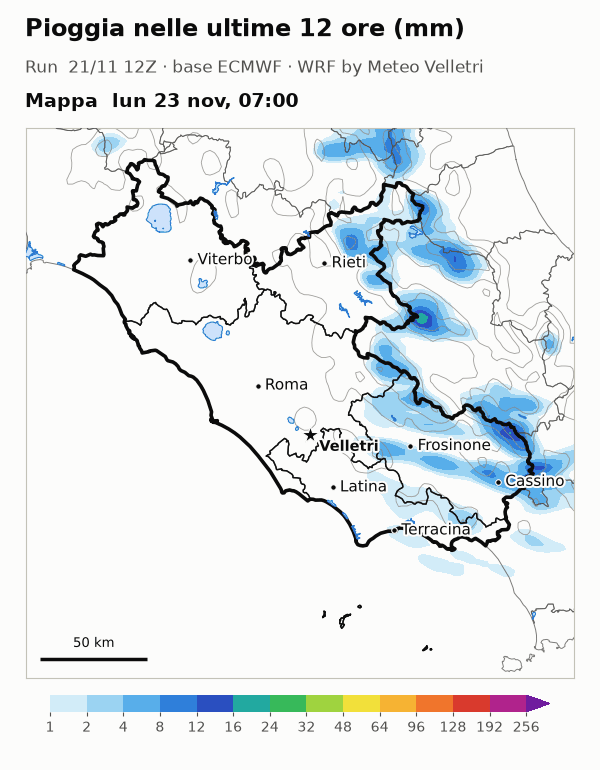 Pioggia nelle ultime 12 ore (mm)
Run  21/11 12Z · base ECMWF · WRF by Meteo Velletri
Mappa  lun 23 nov, 07:00
Viterbo
Rieti
Roma
Velletri
Frosinone
Cassino
Latina
Terracina
50 km
1 2 4 8 12 16 24 32 48 64 96 128 192 256